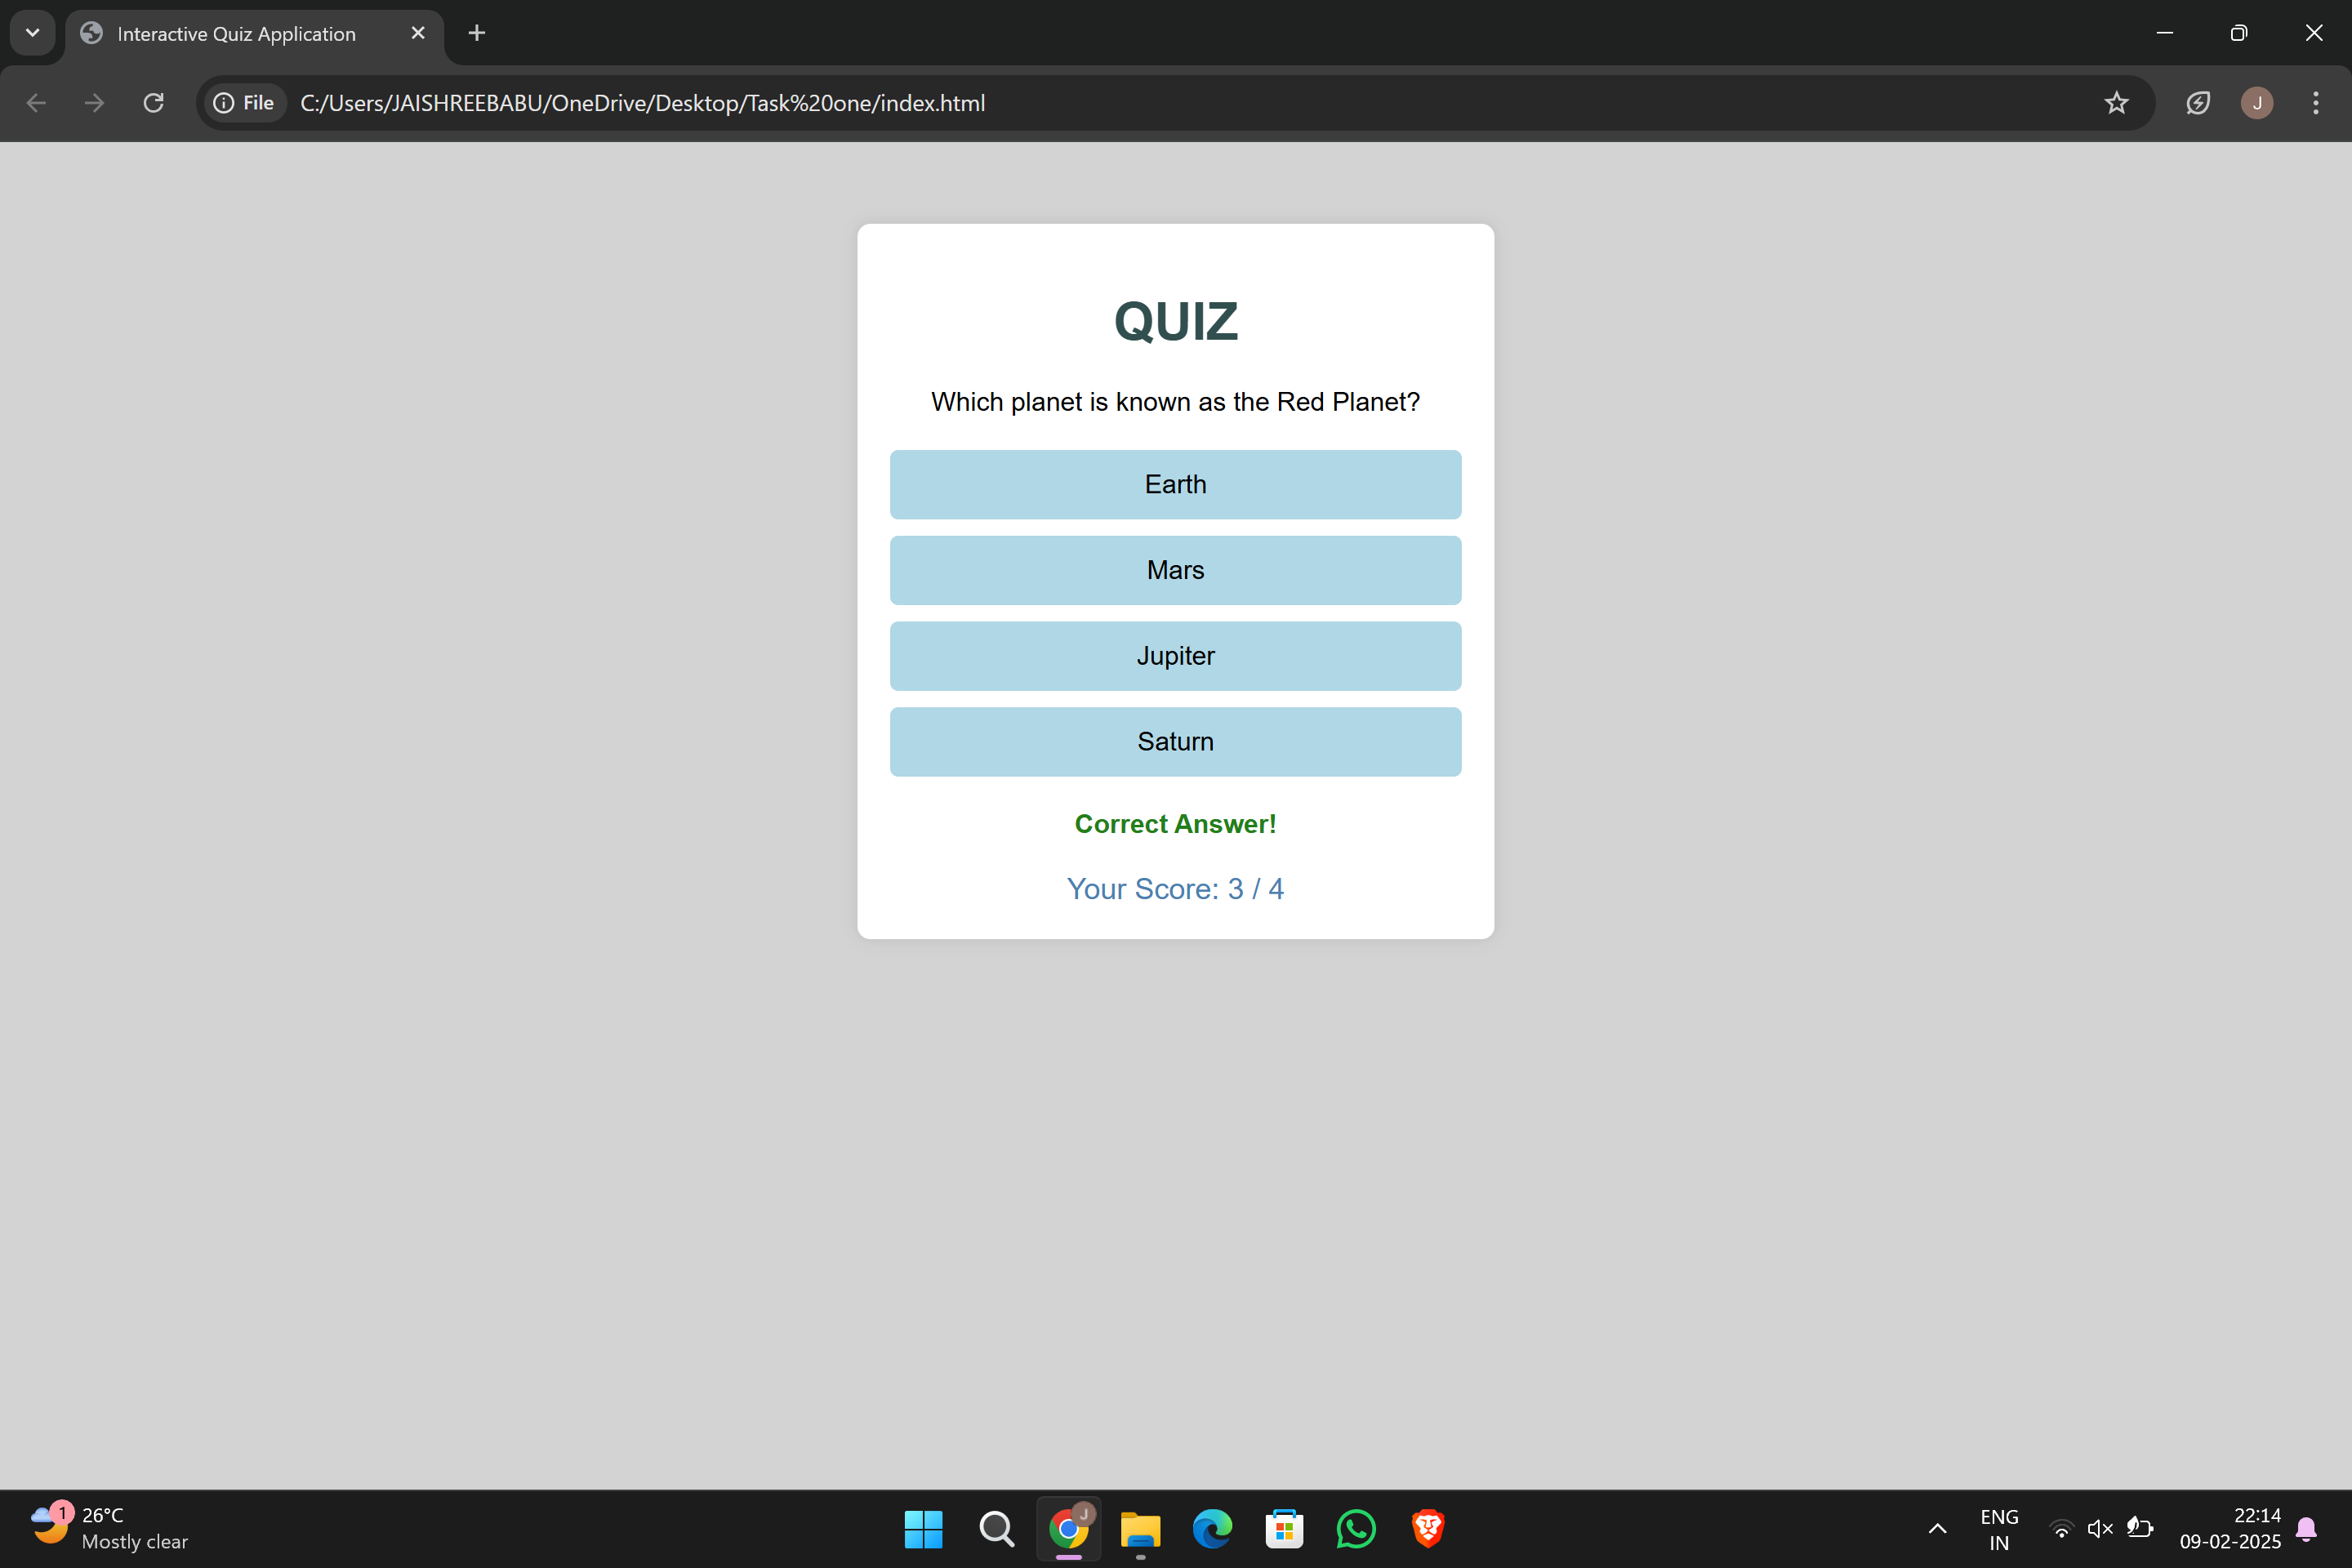 Interactive Quiz Application
File C:/Users/JAISHREEBABU/OneDrive/Desktop/Task%20one/index.html
J
QUIZ
Which planet is known as the Red Planet?
Earth
Mars
Jupiter
Saturn
Correct Answer!
Your Score: 3 / 4
1
26°C
Mostly clear
J
ENG
IN
22:14
09-02-2025